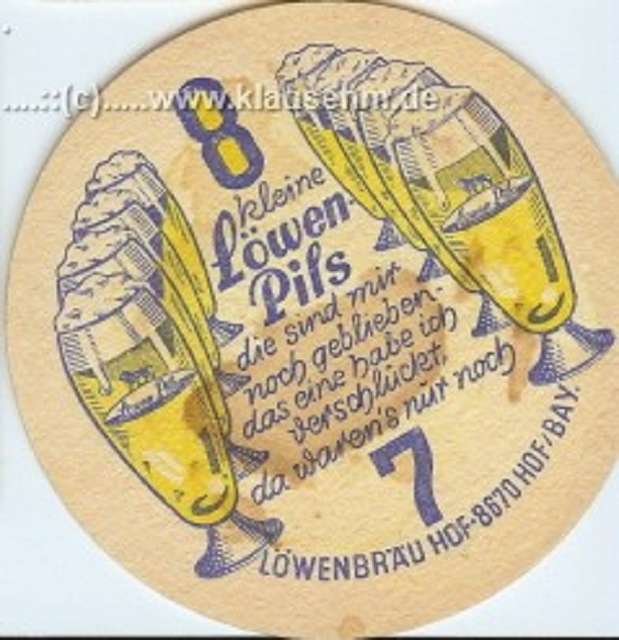 ....::(c).....www.klausehm.de
8
kleine
Löwen-
Pils
die sind mir
noch geblieben-
das eine habe ich
verschluckt,
da waren's nur noch
7
LÖWENBRÄU HOF·8670 HOF/BAY.